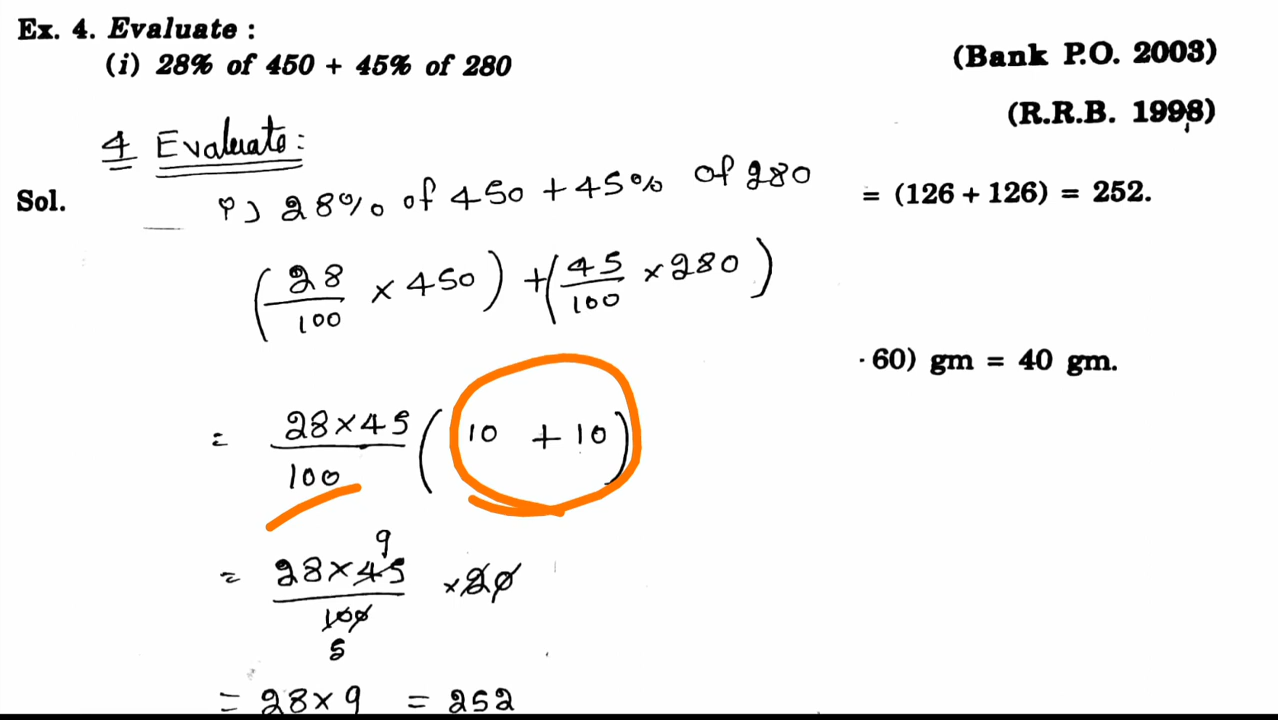 Ex. 4. Evaluate :
(i) 28% of 450 + 45% of 280
(Bank P.O. 2003)
(R.R.B. 1998)
4 Evaluate:
Sol.
i) 28% of 450 + 45% of 280
= (126 + 126) = 252.
(28/100 × 450) + (45/100 × 280)
· 60) gm = 40 gm.
= 28×45/100 (10 + 10)
9
= 28×45/100 ×20
5
= 28×9 = 252